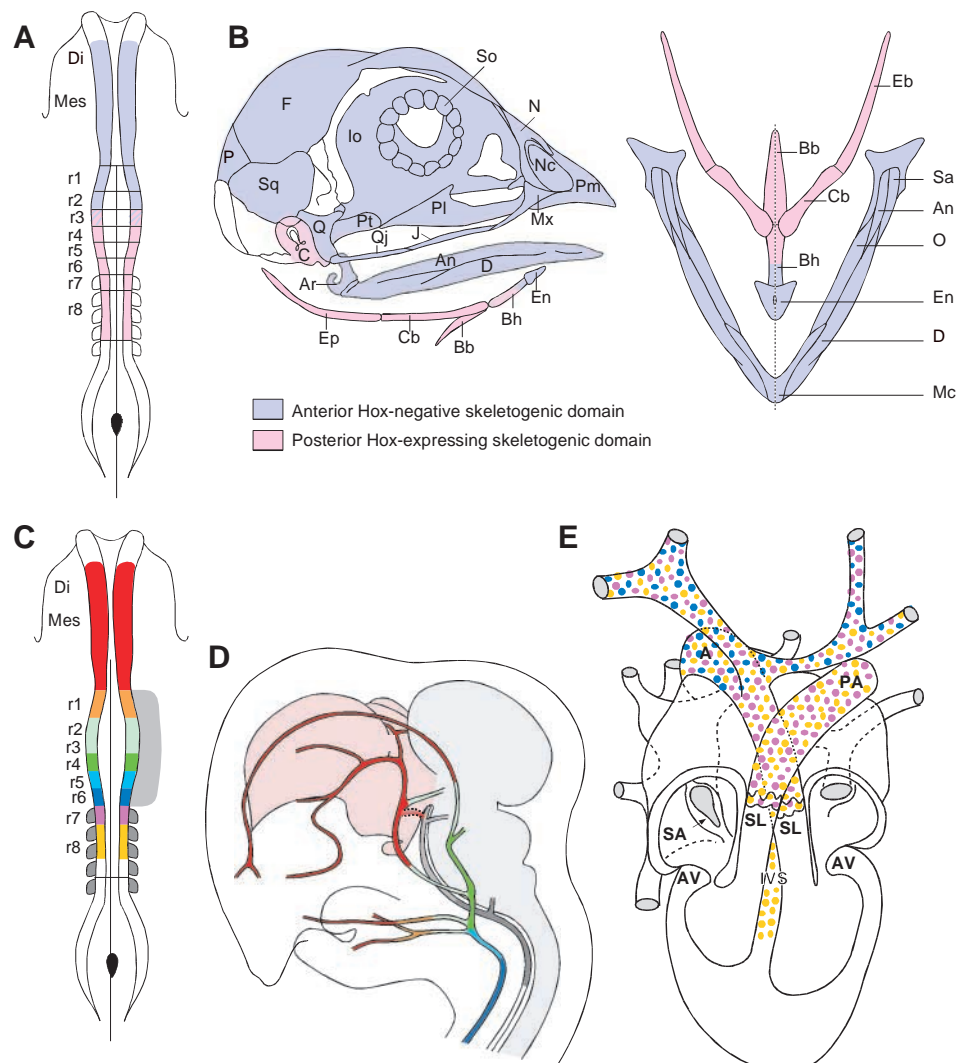 A
Di
Mes
r1
r2
r3
r4
r5
r6
r7
r8
B
So
F
Io
N
P
Nc
Sq
Pm
Q
Pt
Pl
Mx
C
Qj
J
An
D
Ar
En
Bh
Ep
Cb
Bb
Eb
Bb
Sa
Cb
An
O
Bh
En
D
Mc
Anterior Hox-negative skeletogenic domain
Posterior Hox-expressing skeletogenic domain
C
Di
Mes
r1
r2
r3
r4
r5
r6
r7
r8
D
E
A
PA
SL
SL
SA
AV
IVS
AV